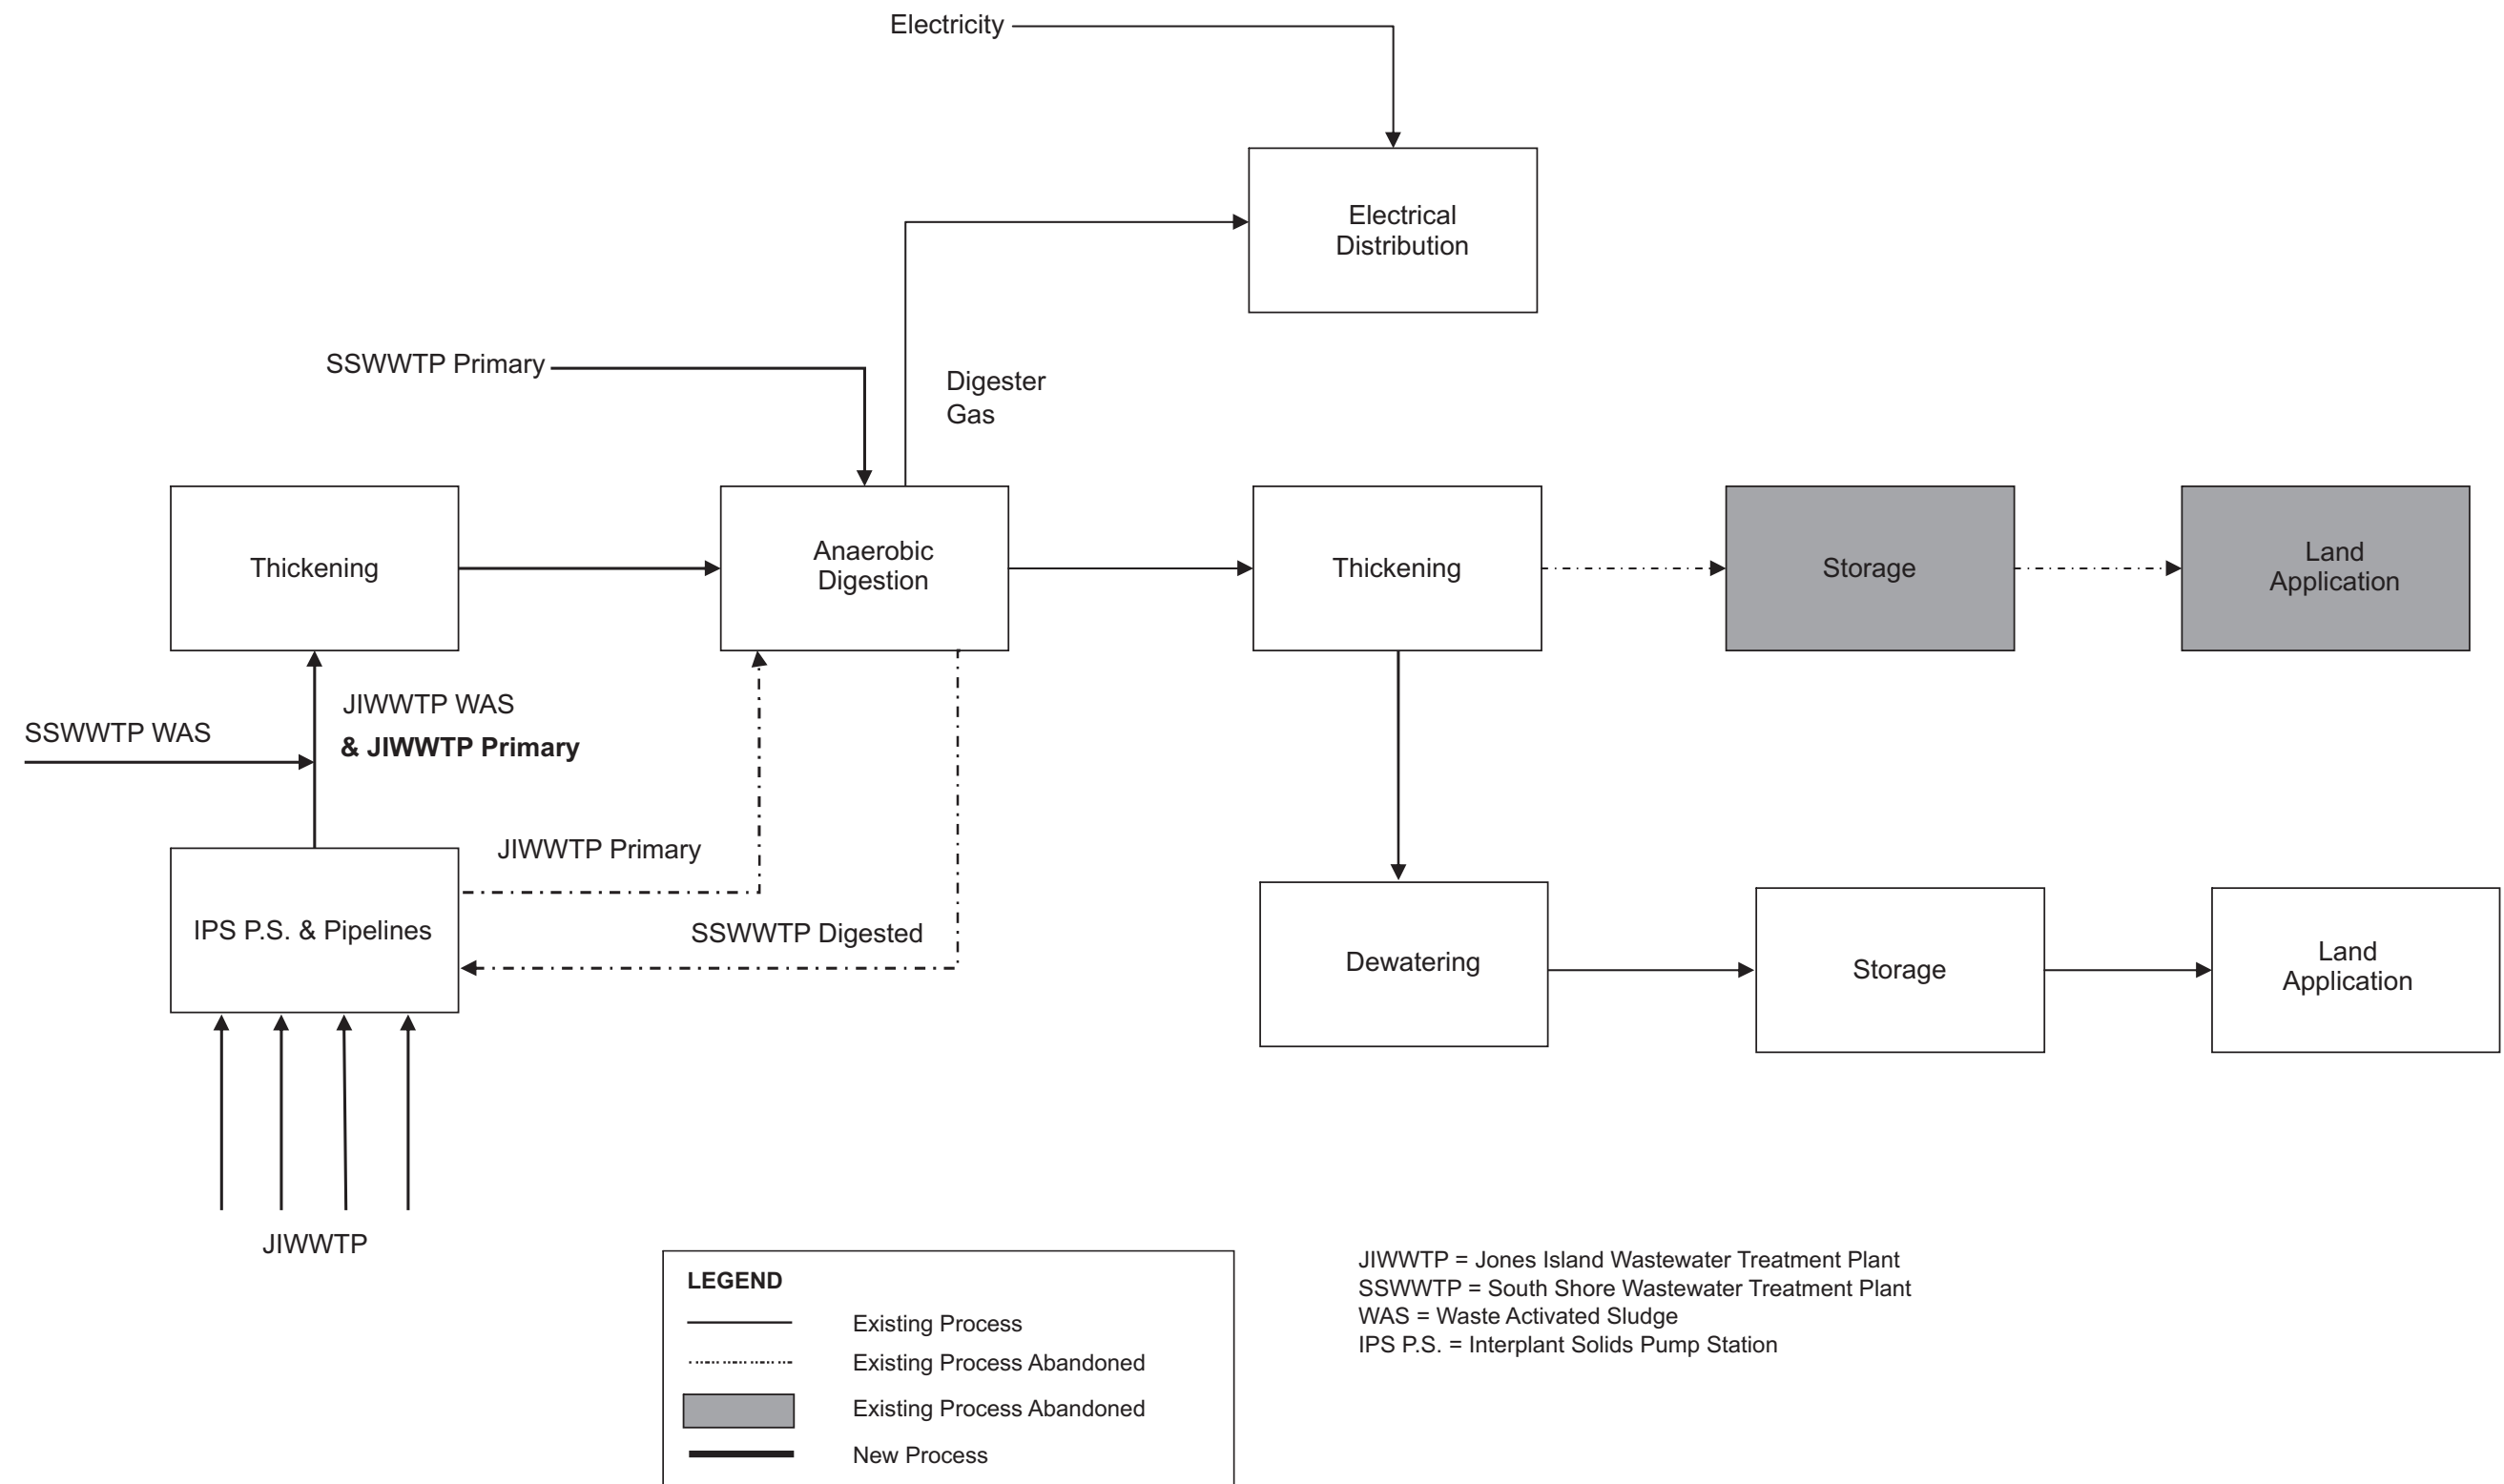 Electricity
Electrical
Distribution
SSWWTP Primary
Digester
Gas
Thickening
Anaerobic
Digestion
Thickening
Storage
Land
Application
JIWWTP WAS
& JIWWTP Primary
SSWWTP WAS
JIWWTP Primary
IPS P.S. & Pipelines
SSWWTP Digested
Dewatering
Storage
Land
Application
JIWWTP
LEGEND
Existing Process
Existing Process Abandoned
Existing Process Abandoned
New Process
JIWWTP = Jones Island Wastewater Treatment Plant
SSWWTP = South Shore Wastewater Treatment Plant
WAS = Waste Activated Sludge
IPS P.S. = Interplant Solids Pump Station